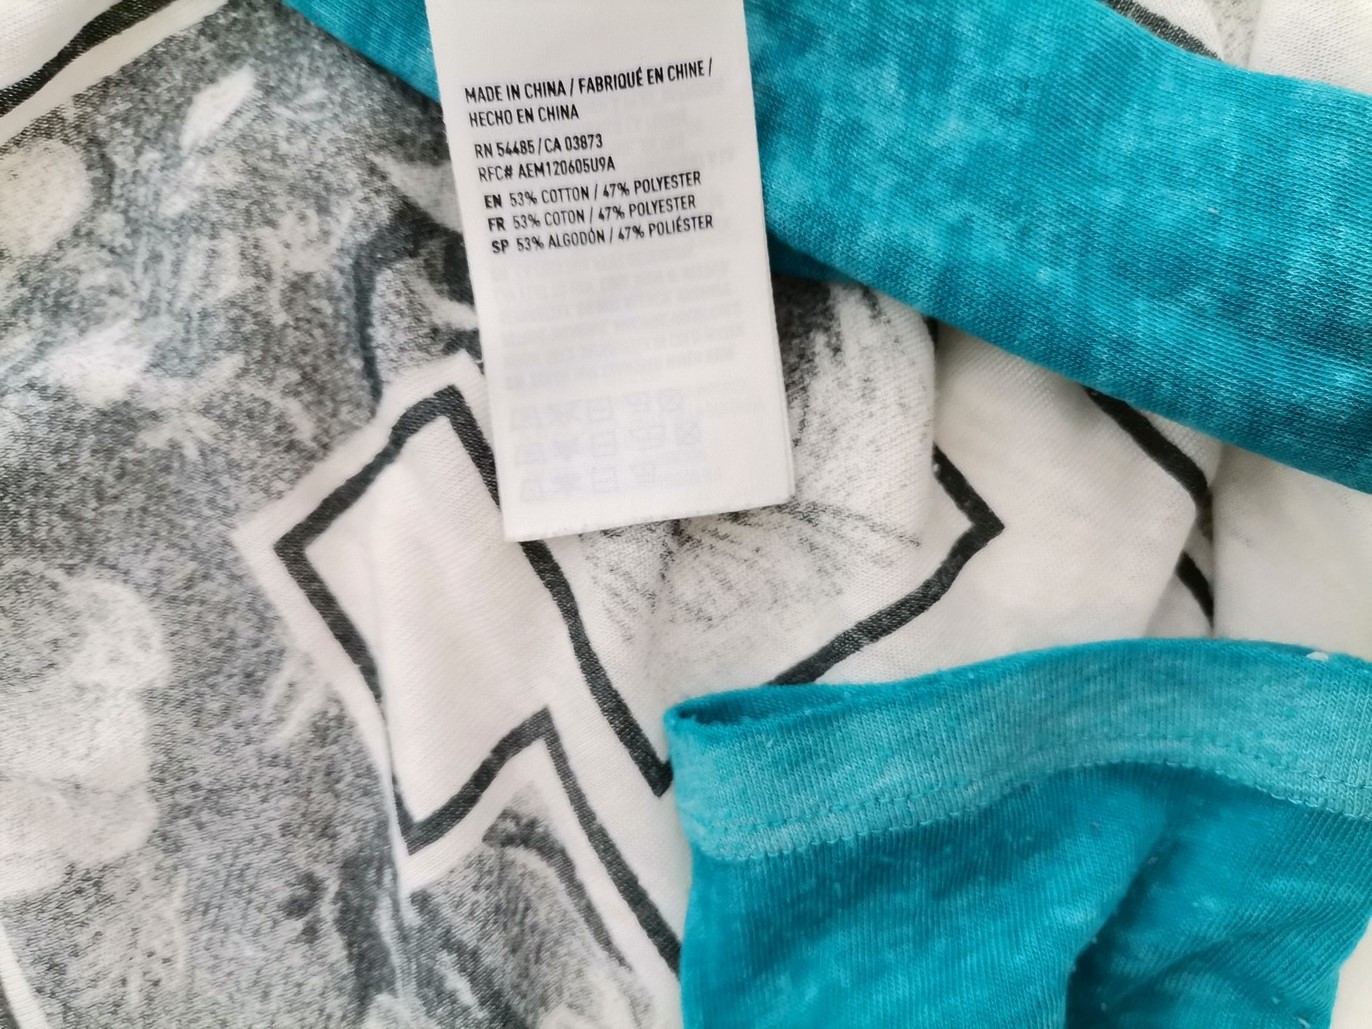 MADE IN CHINA / FABRIQUÉ EN CHINE /
HECHO EN CHINA
RN 54485 / CA 03873
RFC# AEM120605U9A
EN 53% COTTON / 47% POLYESTER
FR 53% COTON / 47% POLYESTER
SP 53% ALGODÓN / 47% POLIÉSTER